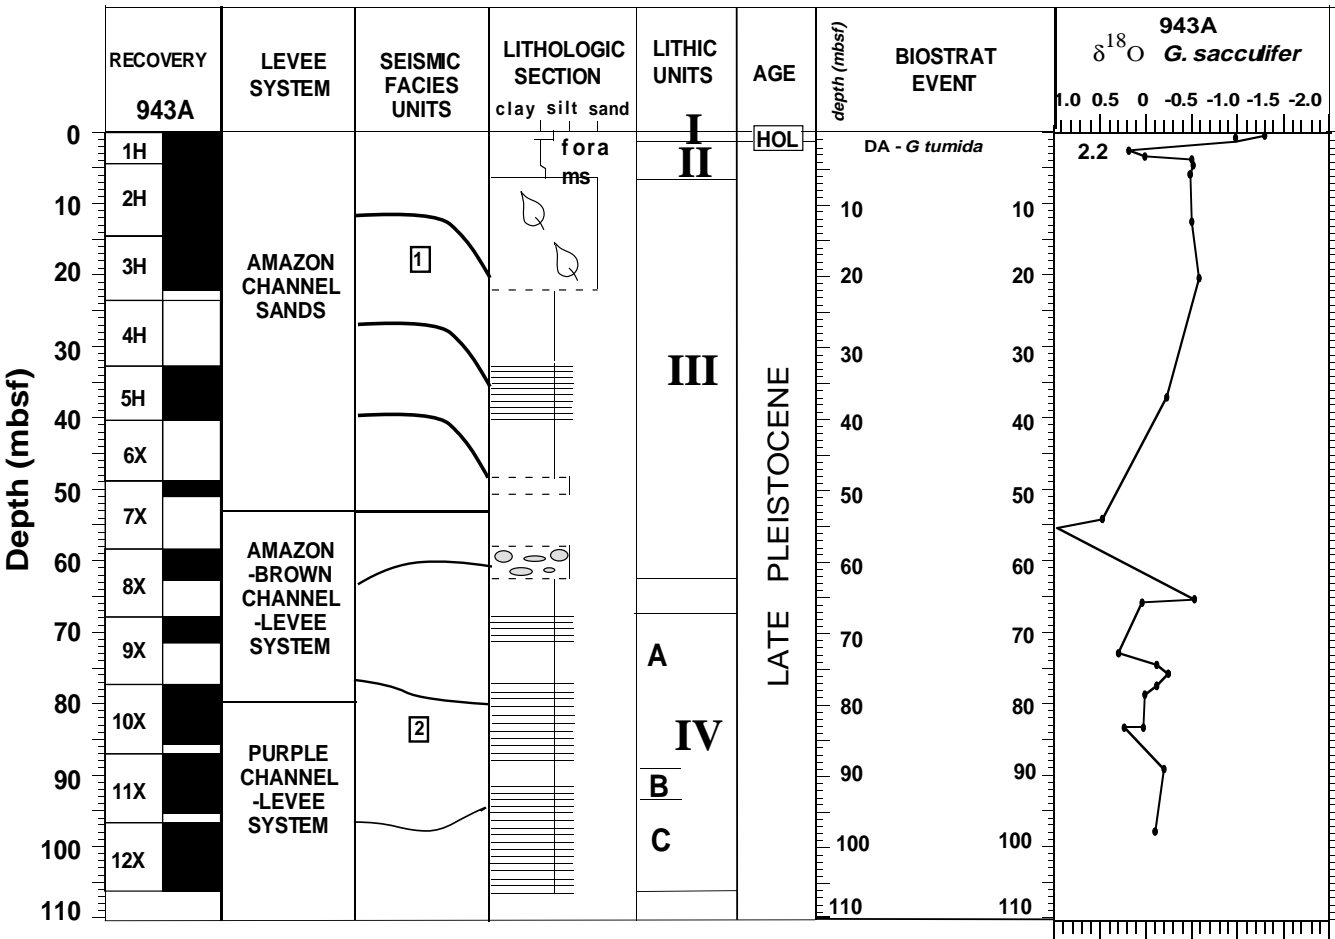 RECOVERY
943A
LEVEE
SYSTEM
SEISMIC
FACIES
UNITS
LITHOLOGIC
SECTION
clay silt sand
LITHIC
UNITS
AGE
depth (mbsf)
BIOSTRAT
EVENT
943A
δ18O G. sacculifer
1.0 0.5 0 -0.5 -1.0 -1.5 -2.0
Depth (mbsf)
0
10
20
30
40
50
60
70
80
90
100
110
1H
2H
3H
4H
5H
6X
7X
8X
9X
10X
11X
12X
AMAZON
CHANNEL
SANDS
AMAZON
-BROWN
CHANNEL
-LEVEE
SYSTEM
PURPLE
CHANNEL
-LEVEE
SYSTEM
1
2
fora
ms
I
II
III
IV
A
B
C
HOL
LATE PLEISTOCENE
DA - G tumida
10
20
30
40
50
60
70
80
90
100
110
10
20
30
40
50
60
70
80
90
100
110
2.2